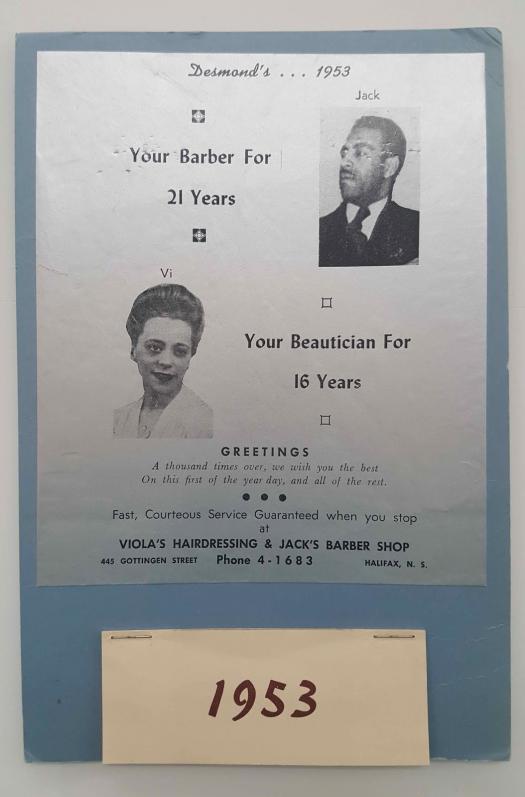 Desmond's . . . 1953
Jack
Your Barber For
21 Years
Vi
Your Beautician For
16 Years
GREETINGS
A thousand times over, we wish you the best
On this first of the year day, and all of the rest.
Fast, Courteous Service Guaranteed when you stop
at
VIOLA'S HAIRDRESSING & JACK'S BARBER SHOP
445 GOTTINGEN STREET Phone 4-1683 HALIFAX, N. S.
1953